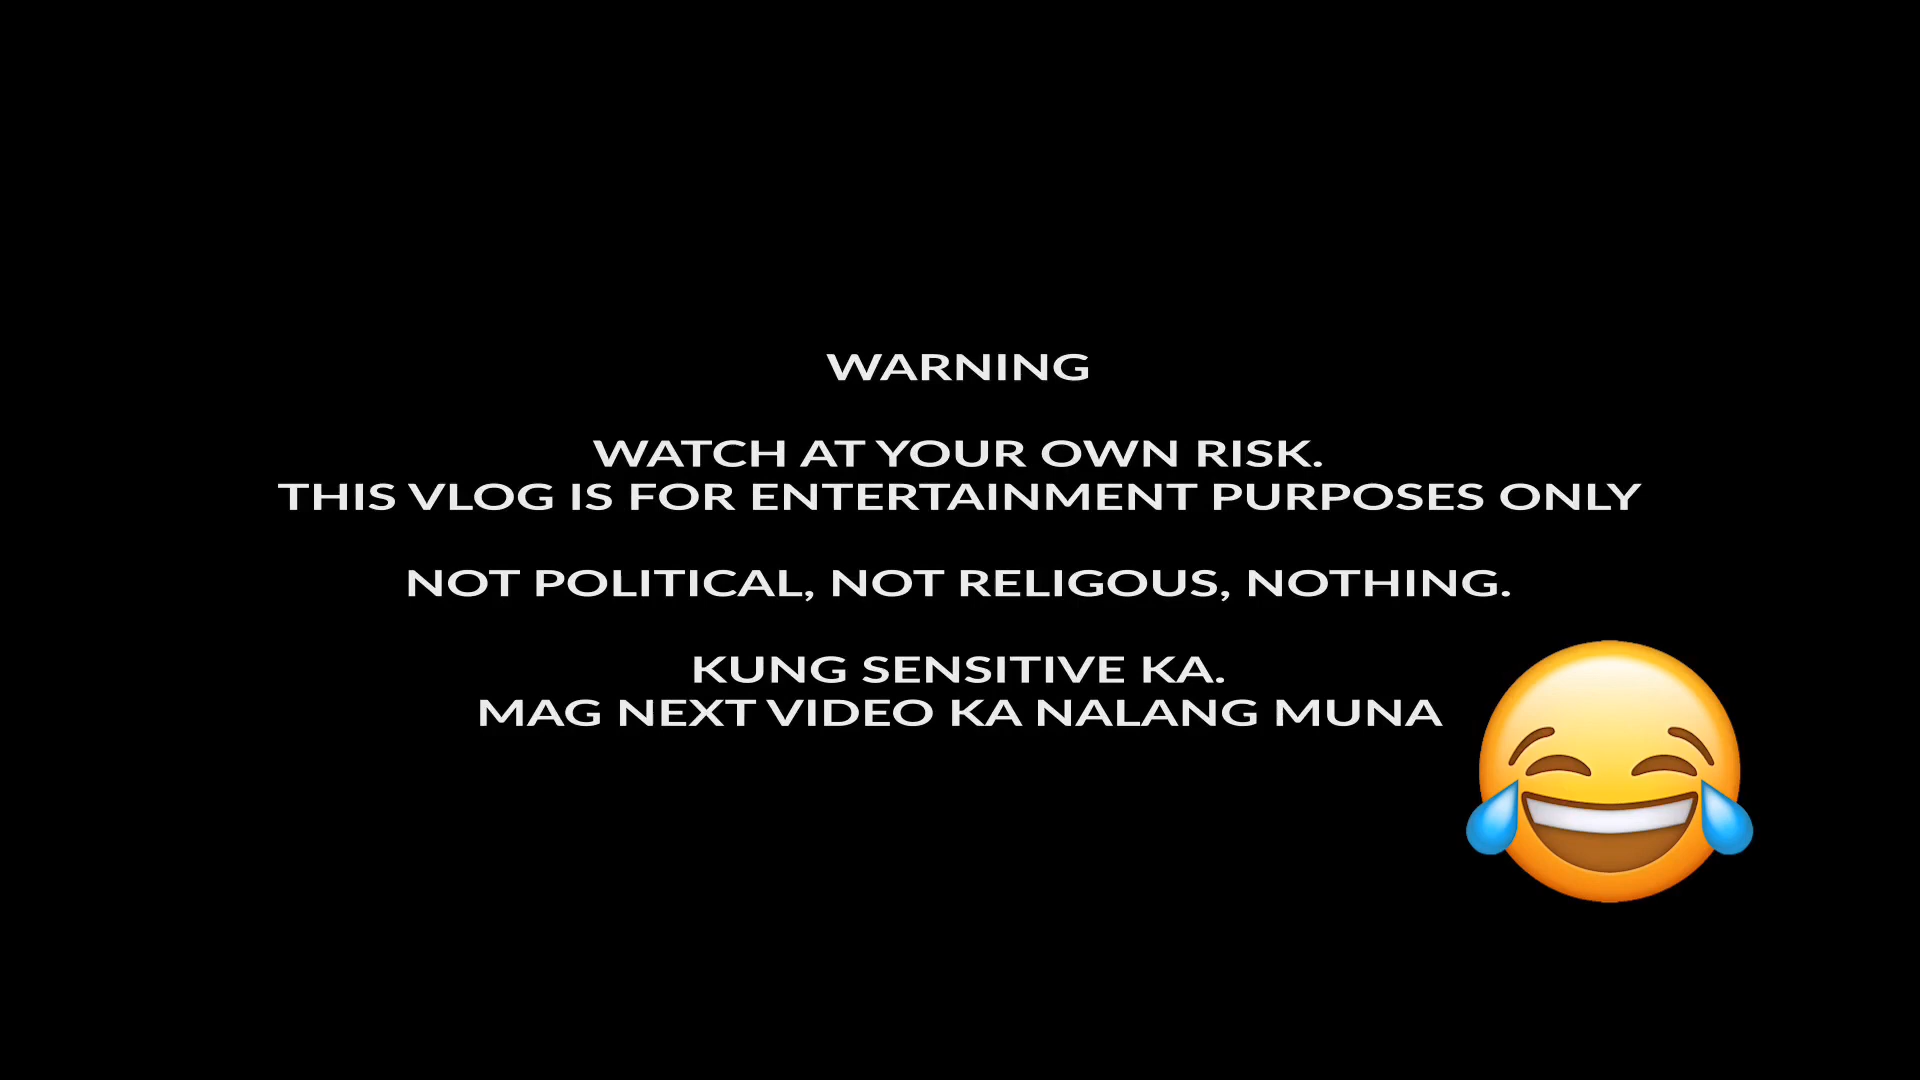 WARNING
WATCH AT YOUR OWN RISK.
THIS VLOG IS FOR ENTERTAINMENT PURPOSES ONLY
NOT POLITICAL, NOT RELIGOUS, NOTHING.
KUNG SENSITIVE KA.
MAG NEXT VIDEO KA NALANG MUNA